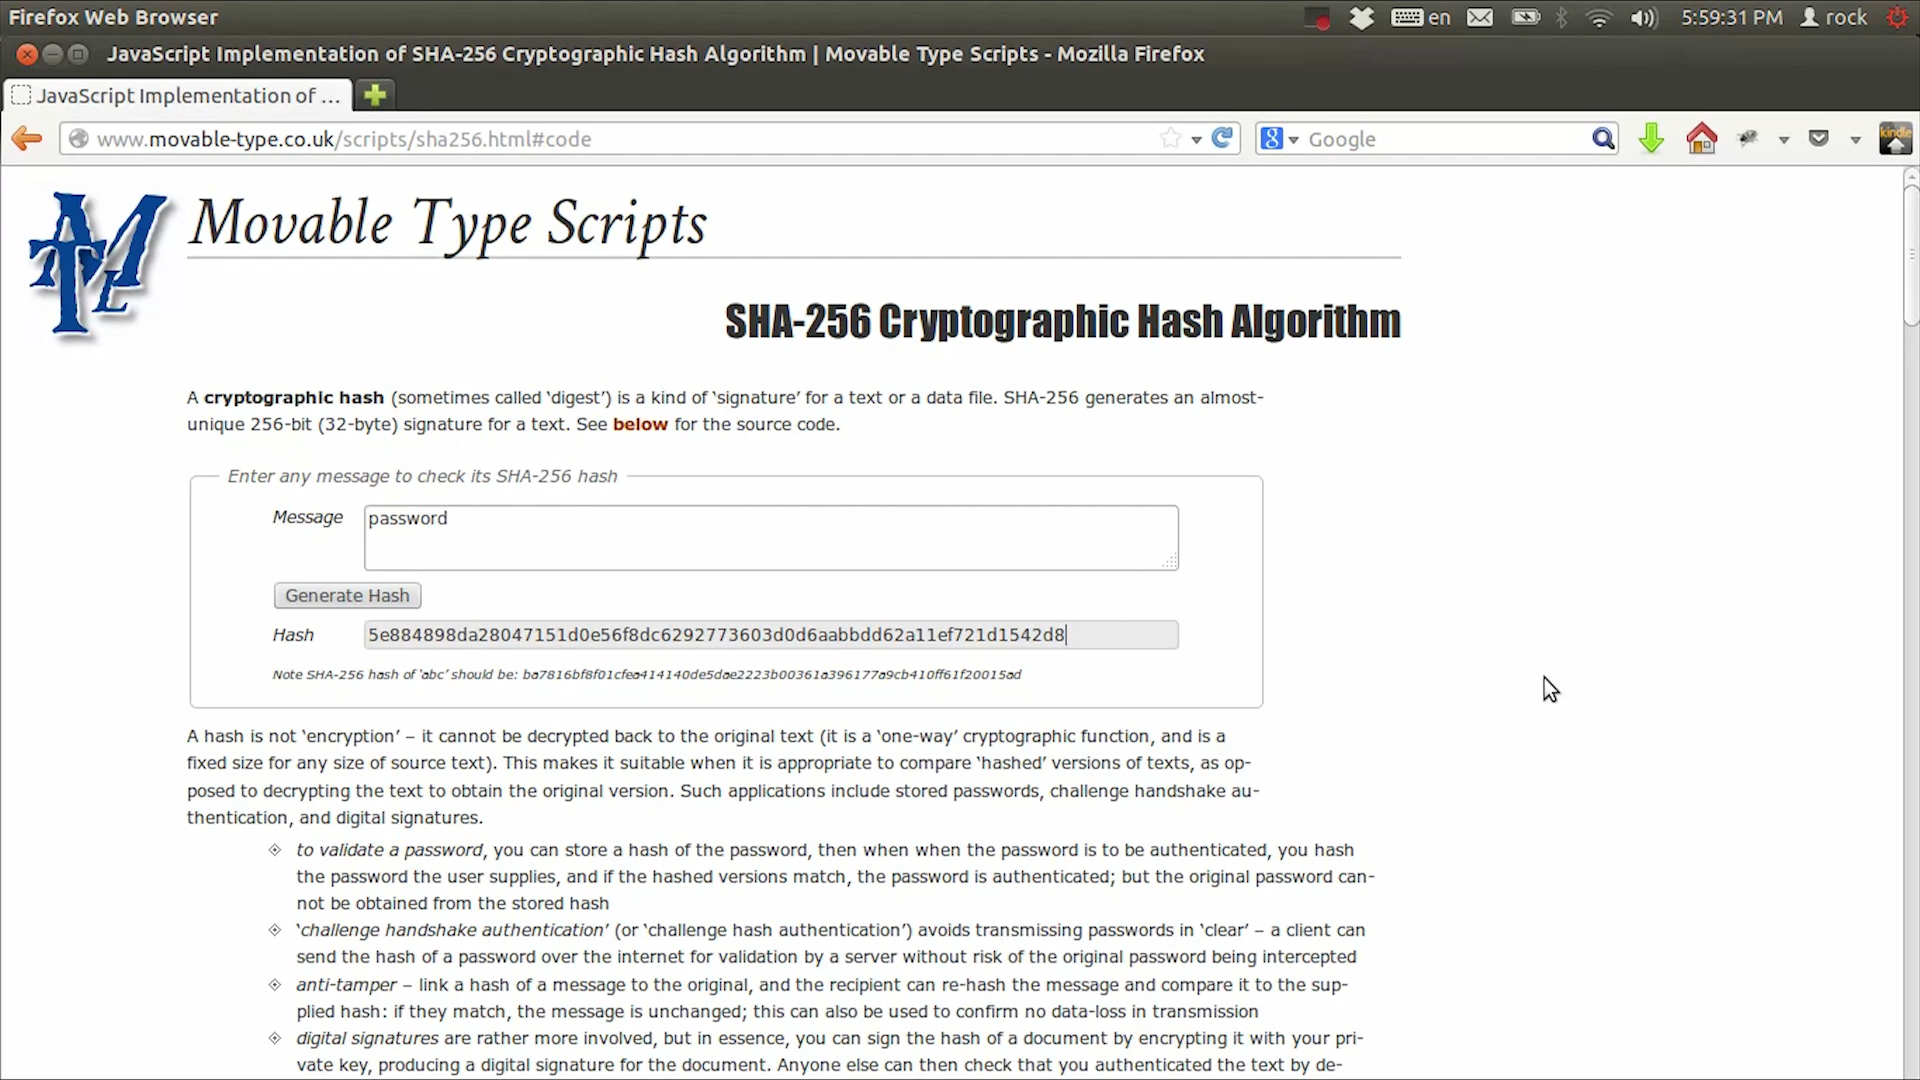 Firefox Web Browser
en
5:59:31 PM
rock
JavaScript Implementation of SHA-256 Cryptographic Hash Algorithm | Movable Type Scripts - Mozilla Firefox
JavaScript Implementation of ...
www.movable-type.co.uk/scripts/sha256.html#code
Google
kindle
MTL
Movable Type Scripts
SHA-256 Cryptographic Hash Algorithm
A cryptographic hash (sometimes called ‘digest’) is a kind of ‘signature’ for a text or a data file. SHA-256 generates an almost-
unique 256-bit (32-byte) signature for a text. See below for the source code.
Enter any message to check its SHA-256 hash
Message
password
Generate Hash
Hash
5e884898da28047151d0e56f8dc6292773603d0d6aabbdd62a11ef721d1542d8
Note SHA-256 hash of ‘abc’ should be: ba7816bf8f01cfea414140de5dae2223b00361a396177a9cb410ff61f20015ad
A hash is not ‘encryption’ – it cannot be decrypted back to the original text (it is a ‘one-way’ cryptographic function, and is a
fixed size for any size of source text). This makes it suitable when it is appropriate to compare ‘hashed’ versions of texts, as op-
posed to decrypting the text to obtain the original version. Such applications include stored passwords, challenge handshake au-
thentication, and digital signatures.
to validate a password, you can store a hash of the password, then when when the password is to be authenticated, you hash
the password the user supplies, and if the hashed versions match, the password is authenticated; but the original password can-
not be obtained from the stored hash
‘challenge handshake authentication’ (or ‘challenge hash authentication’) avoids transmissing passwords in ‘clear’ – a client can
send the hash of a password over the internet for validation by a server without risk of the original password being intercepted
anti-tamper – link a hash of a message to the original, and the recipient can re-hash the message and compare it to the sup-
plied hash: if they match, the message is unchanged; this can also be used to confirm no data-loss in transmission
digital signatures are rather more involved, but in essence, you can sign the hash of a document by encrypting it with your pri-
vate key, producing a digital signature for the document. Anyone else can then check that you authenticated the text by de-